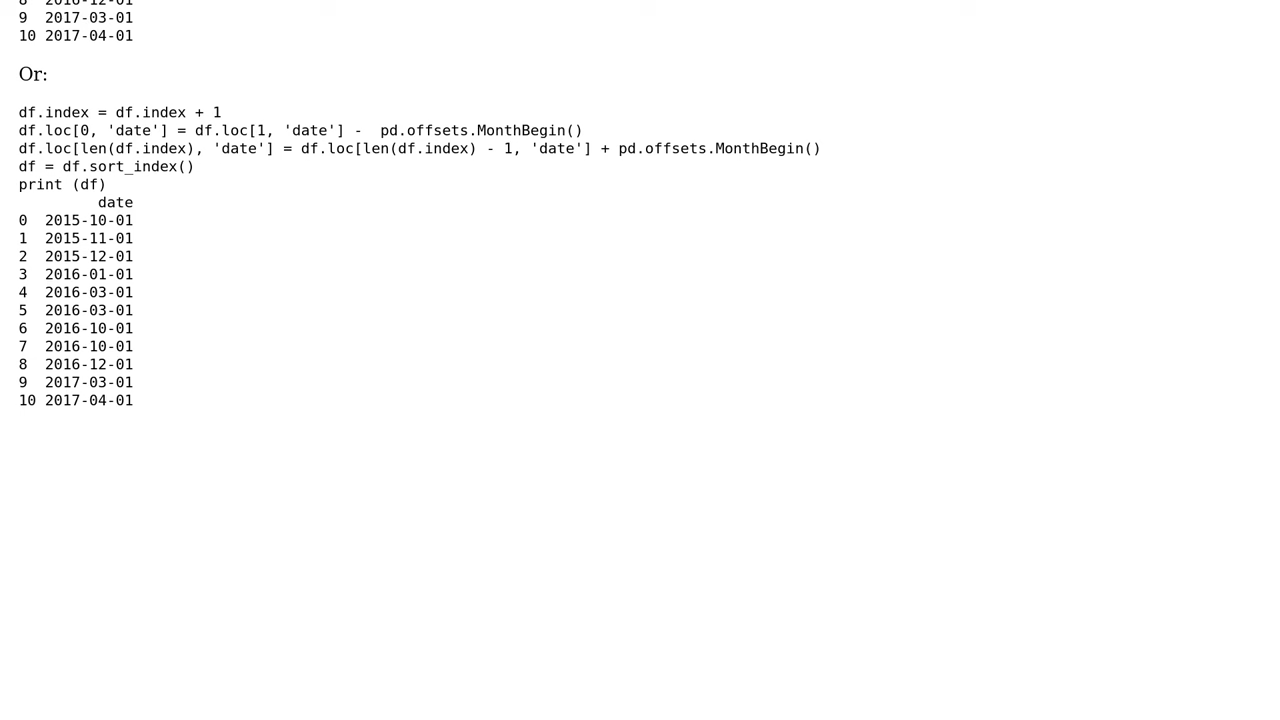 8  2016-12-01
9  2017-03-01
10 2017-04-01
Or:
df.index = df.index + 1
df.loc[0, 'date'] = df.loc[1, 'date'] -  pd.offsets.MonthBegin()
df.loc[len(df.index), 'date'] = df.loc[len(df.index) - 1, 'date'] + pd.offsets.MonthBegin()
df = df.sort_index()
print (df)
         date
0  2015-10-01
1  2015-11-01
2  2015-12-01
3  2016-01-01
4  2016-03-01
5  2016-03-01
6  2016-10-01
7  2016-10-01
8  2016-12-01
9  2017-03-01
10 2017-04-01